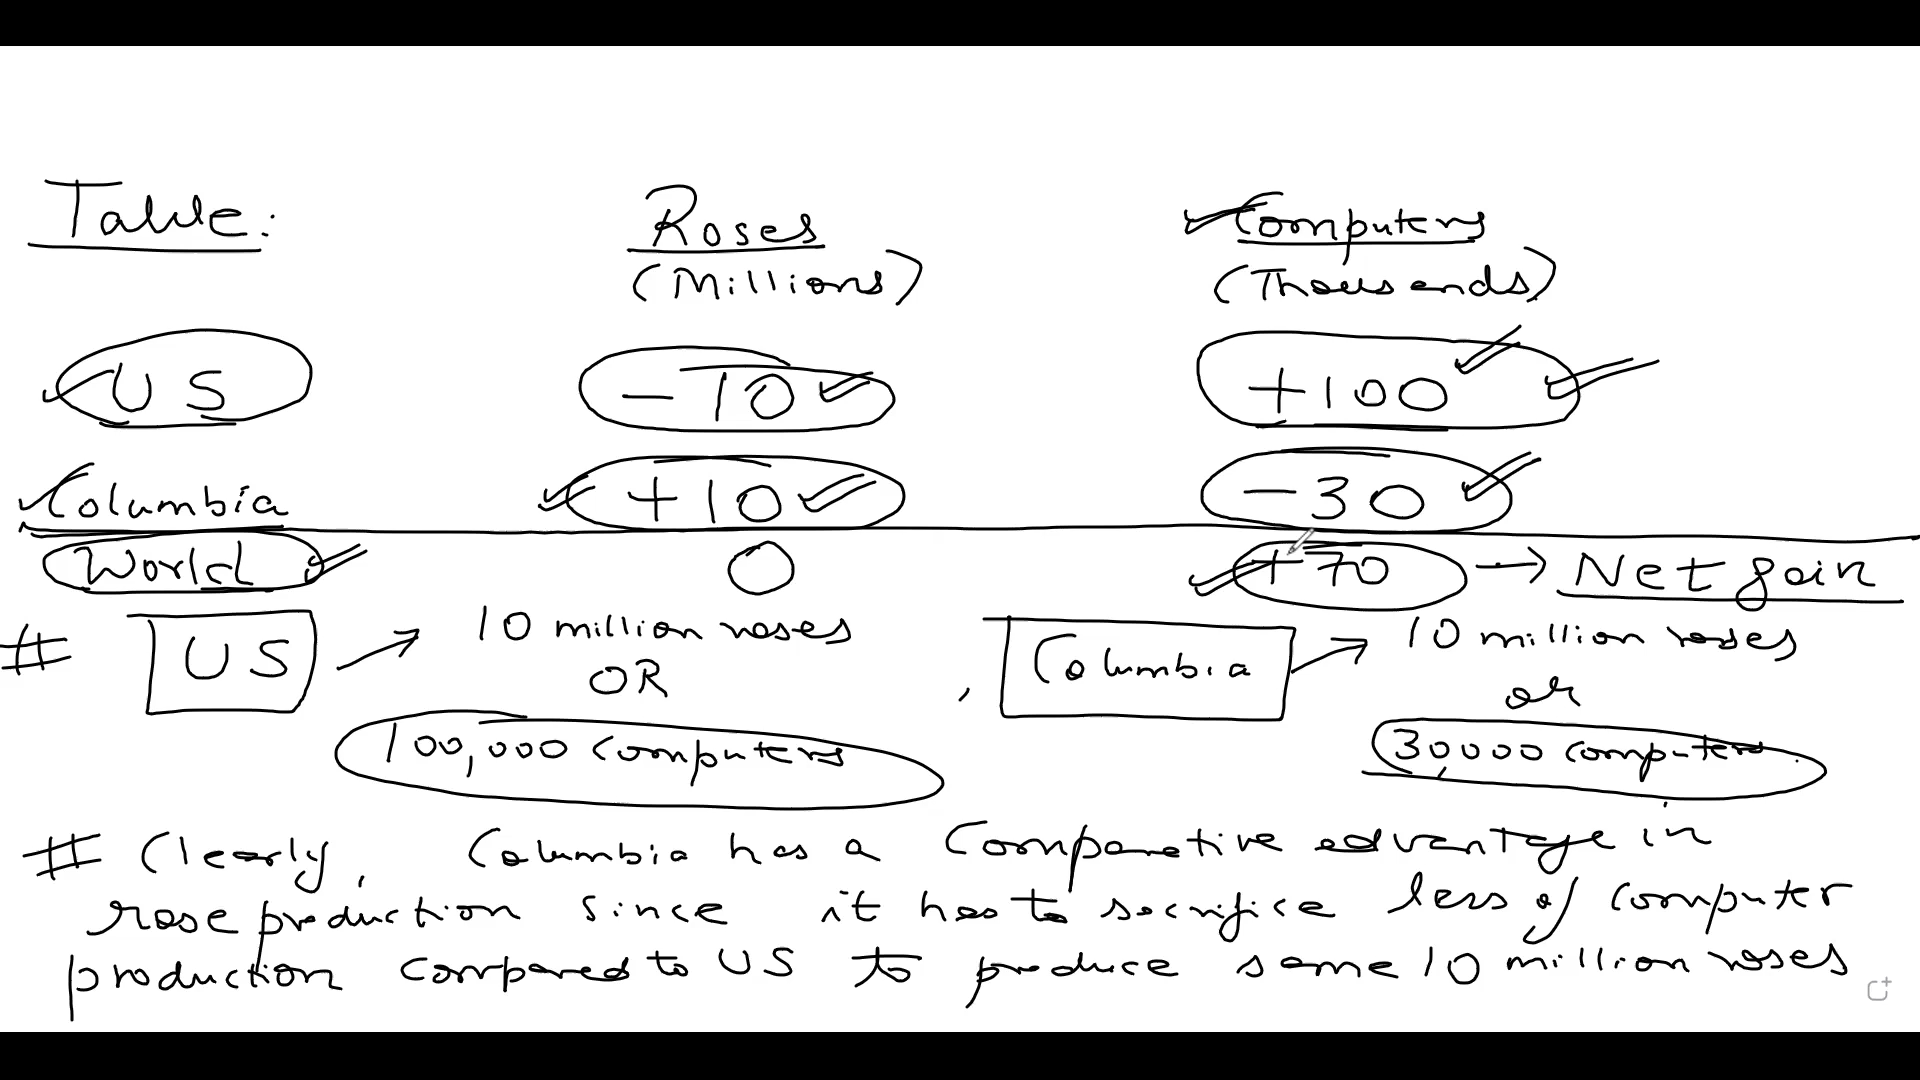 Table: Roses Computers
(Millions) (Thousands)
US -10 +100
Columbia +10 -30
World 0 +70 → Net gain
# US → 10 million roses OR 100,000 computers , Columbia → 10 million roses or 30,000 computers.
# Clearly, Columbia has a Comparative advantage in
rose production since it has to sacrifice less of computer
production compared to US to produce same 10 million roses